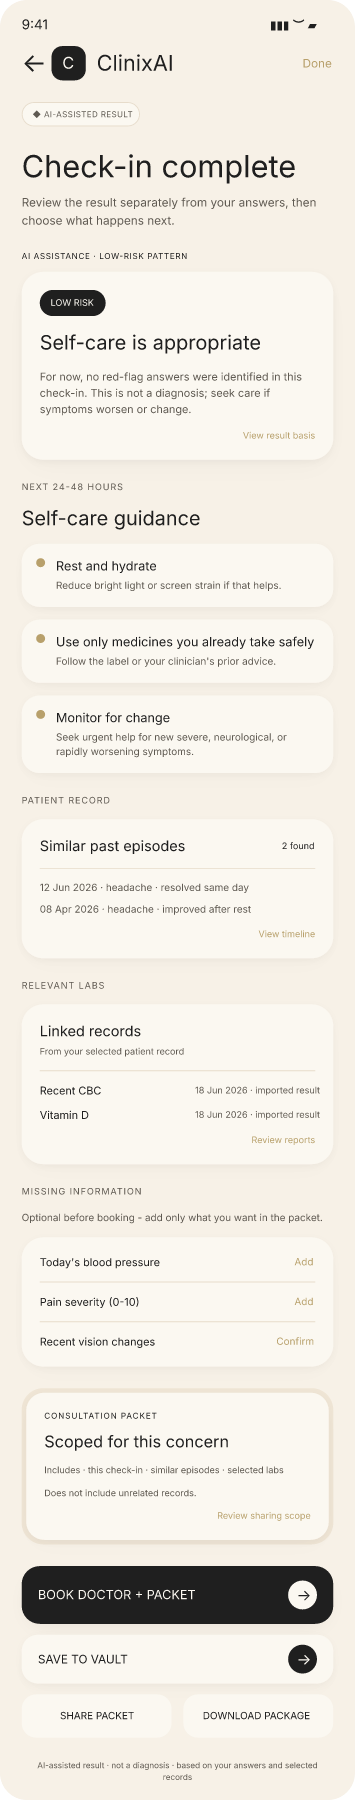 9:41
C ClinixAI Done
◆ AI-ASSISTED RESULT
Check-in complete
Review the result separately from your answers, then
choose what happens next.
AI ASSISTANCE · LOW-RISK PATTERN
LOW RISK
Self-care is appropriate
For now, no red-flag answers were identified in this
check-in. This is not a diagnosis; seek care if
symptoms worsen or change.
View result basis
NEXT 24-48 HOURS
Self-care guidance
Rest and hydrate
Reduce bright light or screen strain if that helps.
Use only medicines you already take safely
Follow the label or your clinician's prior advice.
Monitor for change
Seek urgent help for new severe, neurological, or
rapidly worsening symptoms.
PATIENT RECORD
Similar past episodes 2 found
12 Jun 2026 · headache · resolved same day
08 Apr 2026 · headache · improved after rest
View timeline
RELEVANT LABS
Linked records
From your selected patient record
Recent CBC 18 Jun 2026 · imported result
Vitamin D 18 Jun 2026 · imported result
Review reports
MISSING INFORMATION
Optional before booking - add only what you want in the packet.
Today's blood pressure Add
Pain severity (0-10) Add
Recent vision changes Confirm
CONSULTATION PACKET
Scoped for this concern
Includes · this check-in · similar episodes · selected labs
Does not include unrelated records.
Review sharing scope
BOOK DOCTOR + PACKET →
SAVE TO VAULT →
SHARE PACKET DOWNLOAD PACKAGE
AI-assisted result · not a diagnosis · based on your answers and selected
records